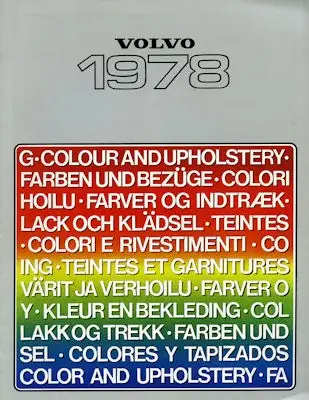 VOLVO
1978
G·COLOUR AND UPHOLSTERY·
FARBEN UND BEZÜGE·COLORI
HOILU·FARVER OG INDTRÆK·
LACK OCH KLÄDSEL·TEINTES
·COLORI E RIVESTIMENTI·CO
ING·TEINTES ET GARNITURES
VÄRIT JA VERHOILU·FARVER O
Y·KLEUR EN BEKLEDING·COL
LAKK OG TREKK·FARBEN UND
SEL·COLORES Y TAPIZADOS
COLOR AND UPHOLSTERY·FA